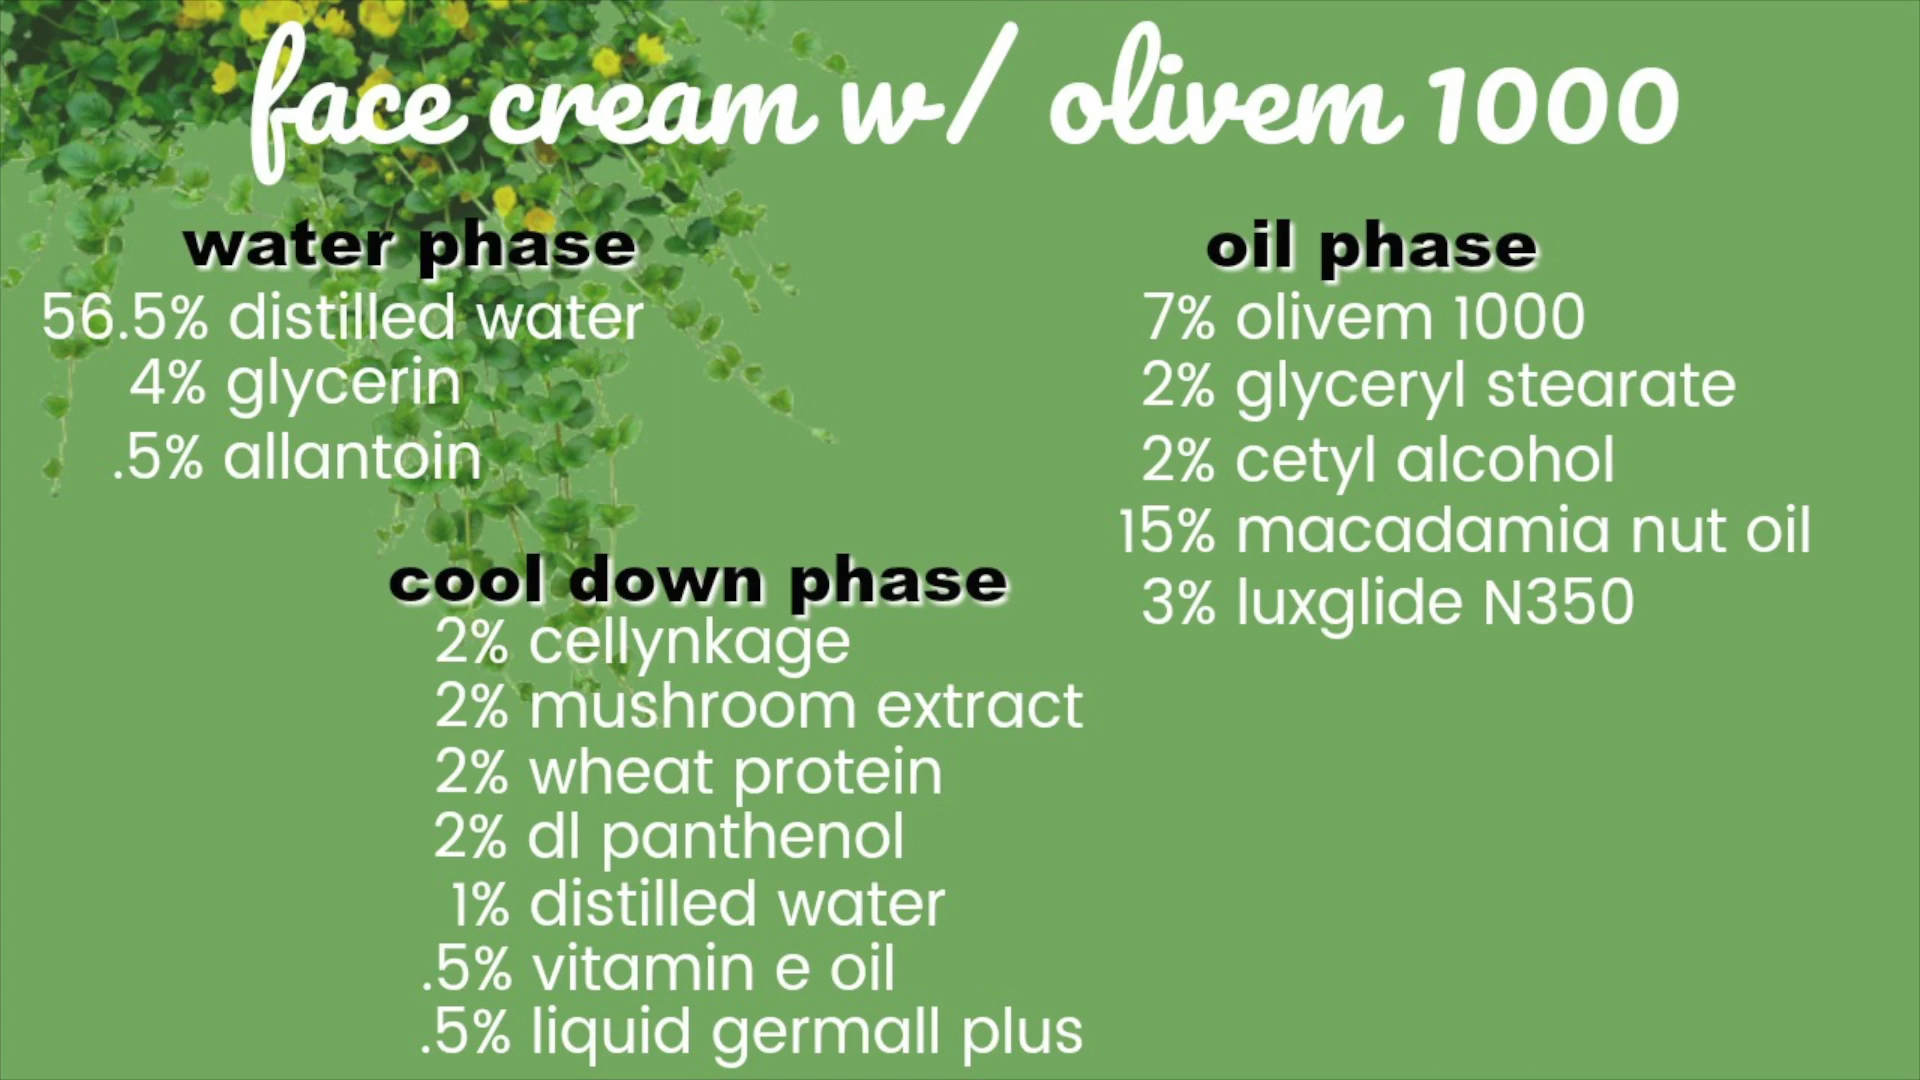 face cream w/ olivem 1000
water phase
56.5% distilled water
4% glycerin
.5% allantoin
oil phase
7% olivem 1000
2% glyceryl stearate
2% cetyl alcohol
15% macadamia nut oil
3% luxglide N350
cool down phase
2% cellynkage
2% mushroom extract
2% wheat protein
2% dl panthenol
1% distilled water
.5% vitamin e oil
.5% liquid germall plus